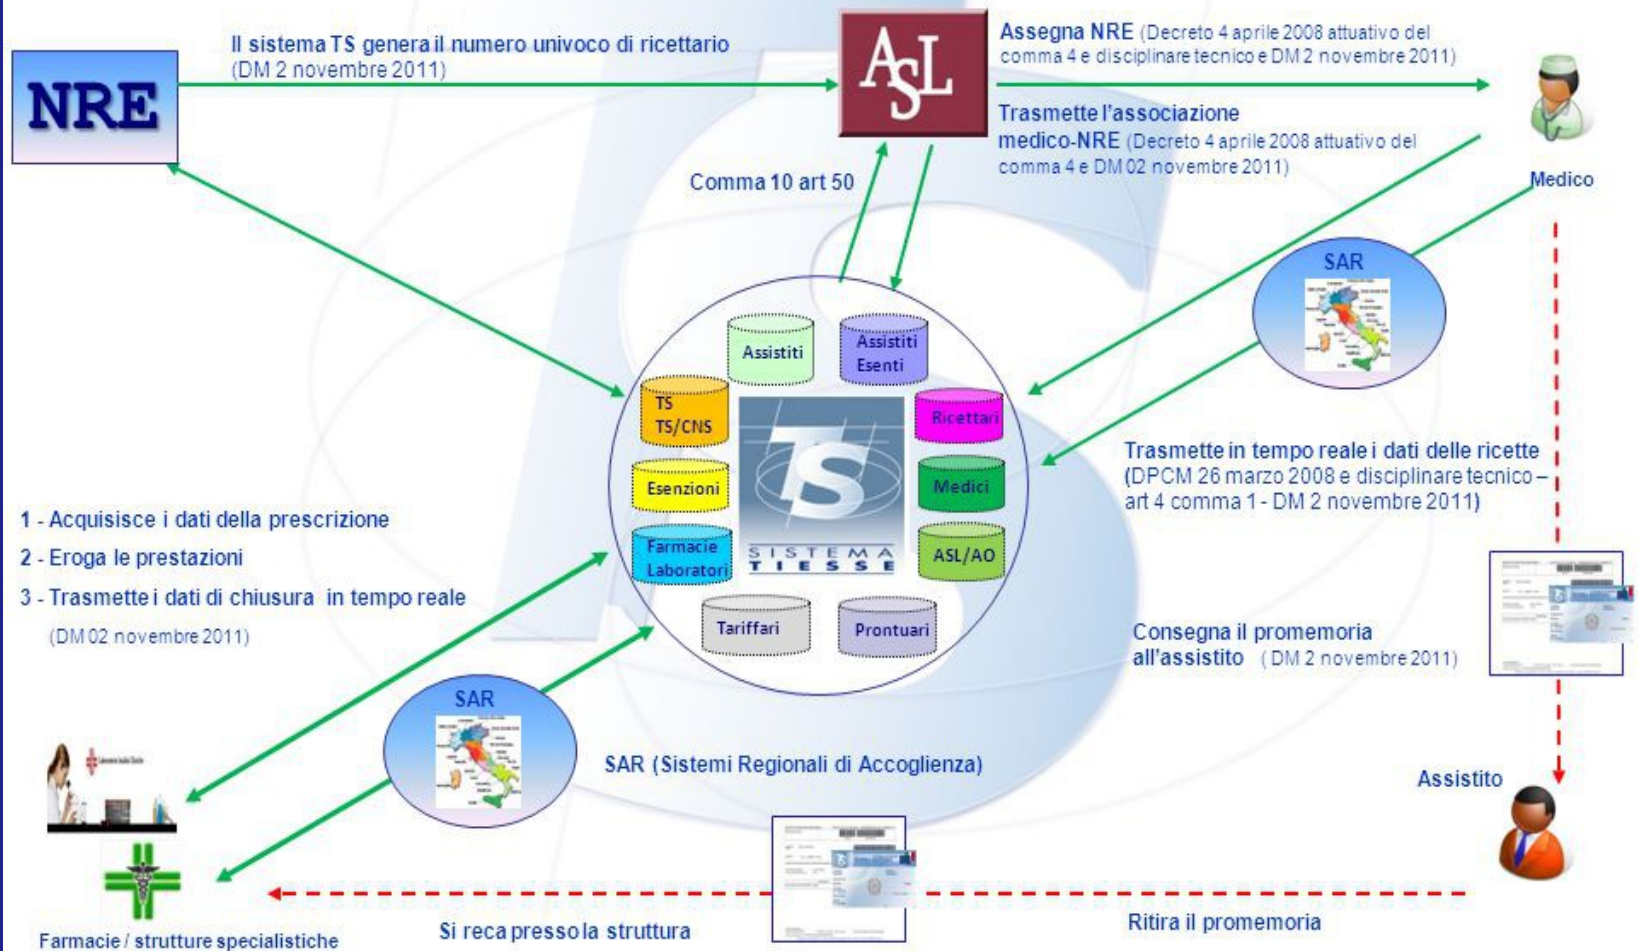 Il sistema TS genera il numero univoco di ricettario
(DM 2 novembre 2011)
NRE
ASL
Assegna NRE (Decreto 4 aprile 2008 attuativo del
comma 4 e disciplinare tecnico e DM 2 novembre 2011)
Trasmette l'associazione
medico-NRE (Decreto 4 aprile 2008 attuativo del
comma 4 e DM 02 novembre 2011)
Medico
Comma 10 art 50
SAR
Assistiti
Assistiti
Esenti
TS
TS/CNS
Ricettari
Esenzioni
Medici
Farmacie
Laboratori
ASL/AO
TS
SISTEMA
TIESSE
Tariffari
Prontuari
Trasmette in tempo reale i dati delle ricette
(DPCM 26 marzo 2008 e disciplinare tecnico –
art 4 comma 1 - DM 2 novembre 2011)
1 - Acquisisce i dati della prescrizione
2 - Eroga le prestazioni
3 - Trasmette i dati di chiusura in tempo reale
(DM 02 novembre 2011)
Consegna il promemoria
all'assistito ( DM 2 novembre 2011)
SAR
SAR (Sistemi Regionali di Accoglienza)
Assistito
Farmacie / strutture specialistiche
Si reca presso la struttura
Ritira il promemoria